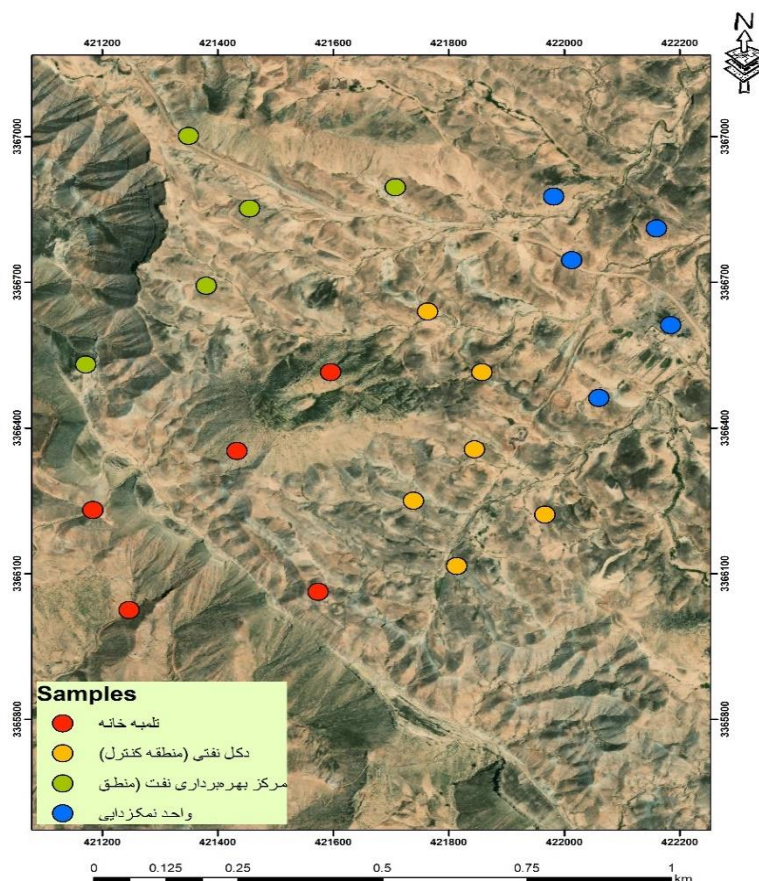 N
421200 421400 421600 421800 422000 422200
3367000 3367000
3366700 3366700
3366400 3366400
3366100 3366100
3365800 3365800
Samples
تلمبه خانه
دکل نفتی (منطقه کنترل)
مرکز بهره‌برداری نفت (منطق
واحد نمکزدایی
421200 421400 421600 421800 422000 422200
0 0.125 0.25 0.5 0.75 1
km